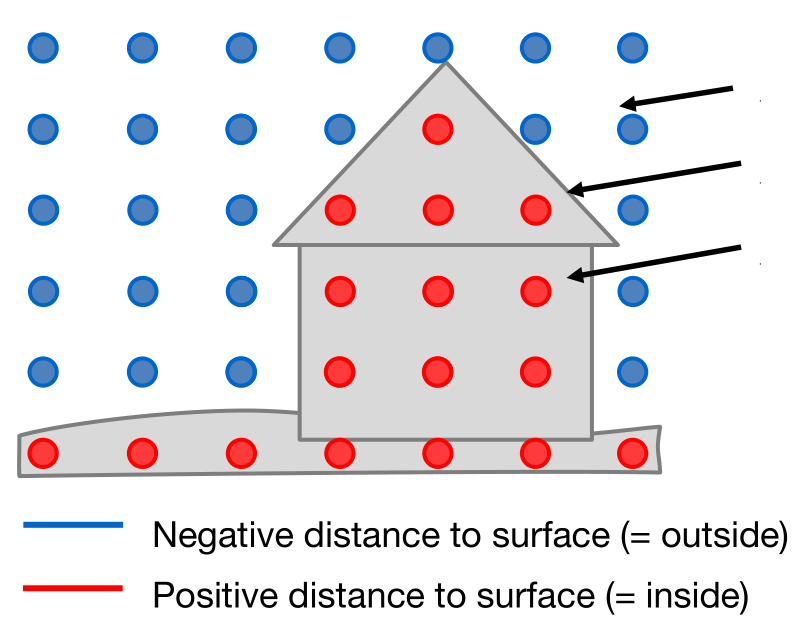 Negative distance to surface (= outside)
Positive distance to surface (= inside)